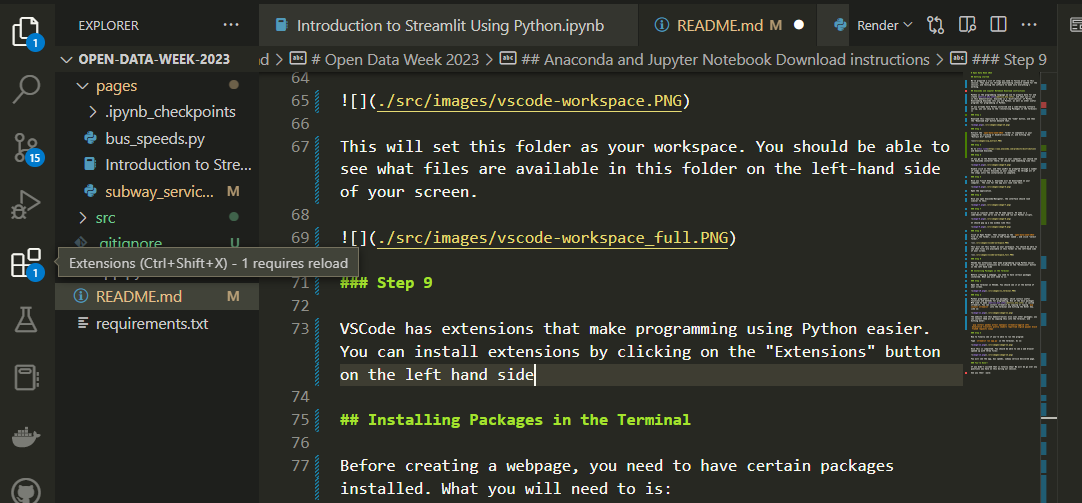 EXPLORER
Introduction to Streamlit Using Python.ipynb
README.md M
Render
1
OPEN-DATA-WEEK-2023
nd > # Open Data Week 2023 > ## Anaconda and Jupyter Notebook Download instructions > ### Step 9
pages
.ipynb_checkpoints
bus_speeds.py
15
Introduction to Stre...
subway_servic... M
src
.gitignore U
Extensions (Ctrl+Shift+X) - 1 requires reload
1
README.md M
requirements.txt
64
65 ![](./src/images/vscode-workspace.PNG)
66
67 This will set this folder as your workspace. You should be able to
see what files are available in this folder on the left-hand side
of your screen.
68
69 ![](./src/images/vscode-workspace_full.PNG)
71 ### Step 9
72
73 VSCode has extensions that make programming using Python easier.
You can install extensions by clicking on the "Extensions" button
on the left hand side
74
75 ## Installing Packages in the Terminal
76
77 Before creating a webpage, you need to have certain packages
installed. What you will need to is: